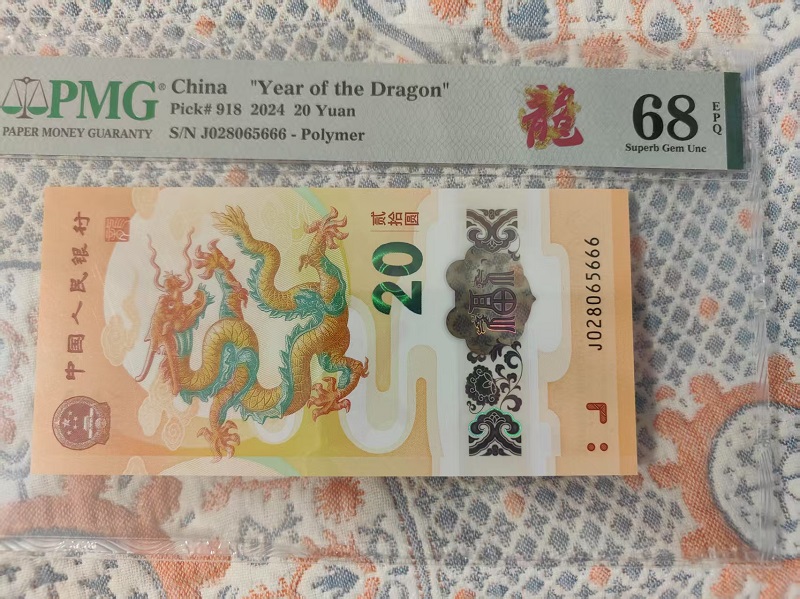 PMG® China "Year of the Dragon"
Pick# 918 2024 20 Yuan
PAPER MONEY GUARANTY
S/N J028065666 - Polymer
龍
68 EPQ
Superb Gem Unc
中国人民银行
贰拾圆
20
福
J028065666